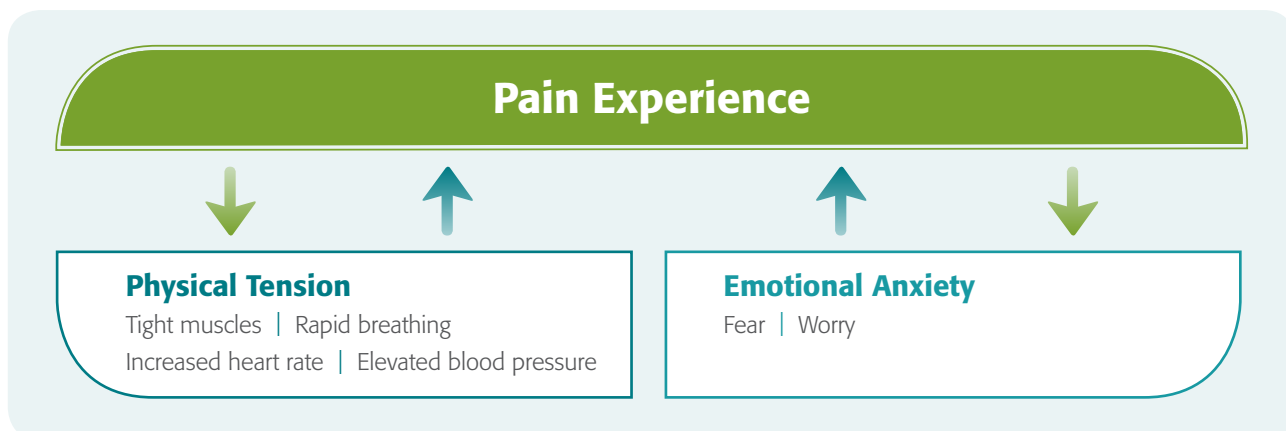 Pain Experience
Physical Tension
Tight muscles | Rapid breathing
Increased heart rate | Elevated blood pressure
Emotional Anxiety
Fear | Worry